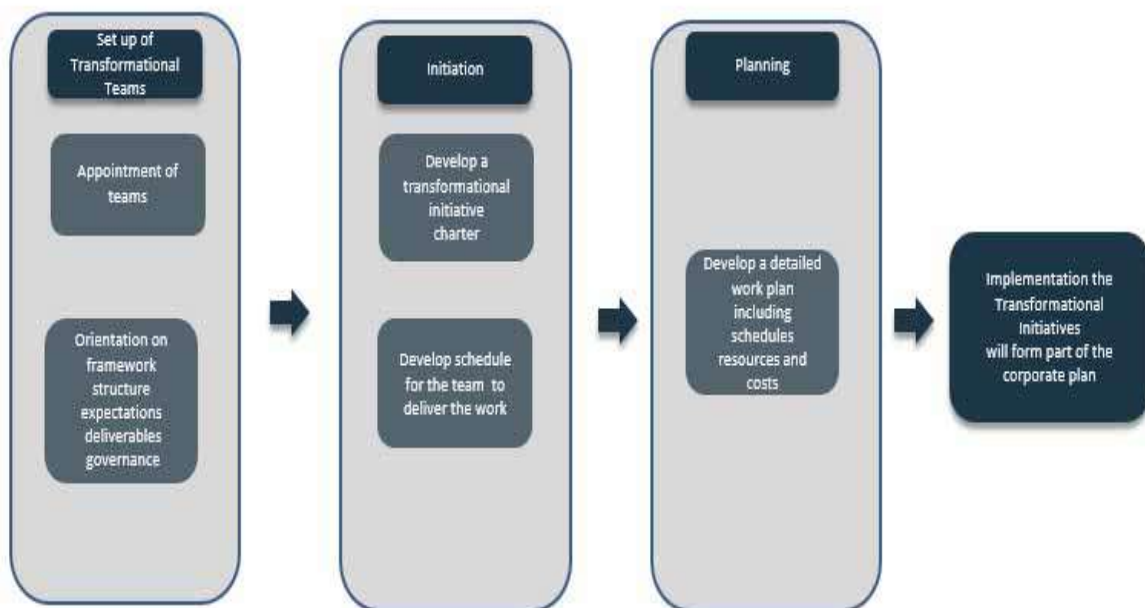 Set up of
Transformational
Teams
Appointment of
teams
Orientation on
framework
structure
expectations
deliverables
governance
Initiation
Develop a
transformational
initiative
charter
Develop schedule
for the team to
deliver the work
Planning
Develop a detailed
work plan
including
schedules
resources and
costs
Implementation the
Transformational
Initiatives
will form part of the
corporate plan